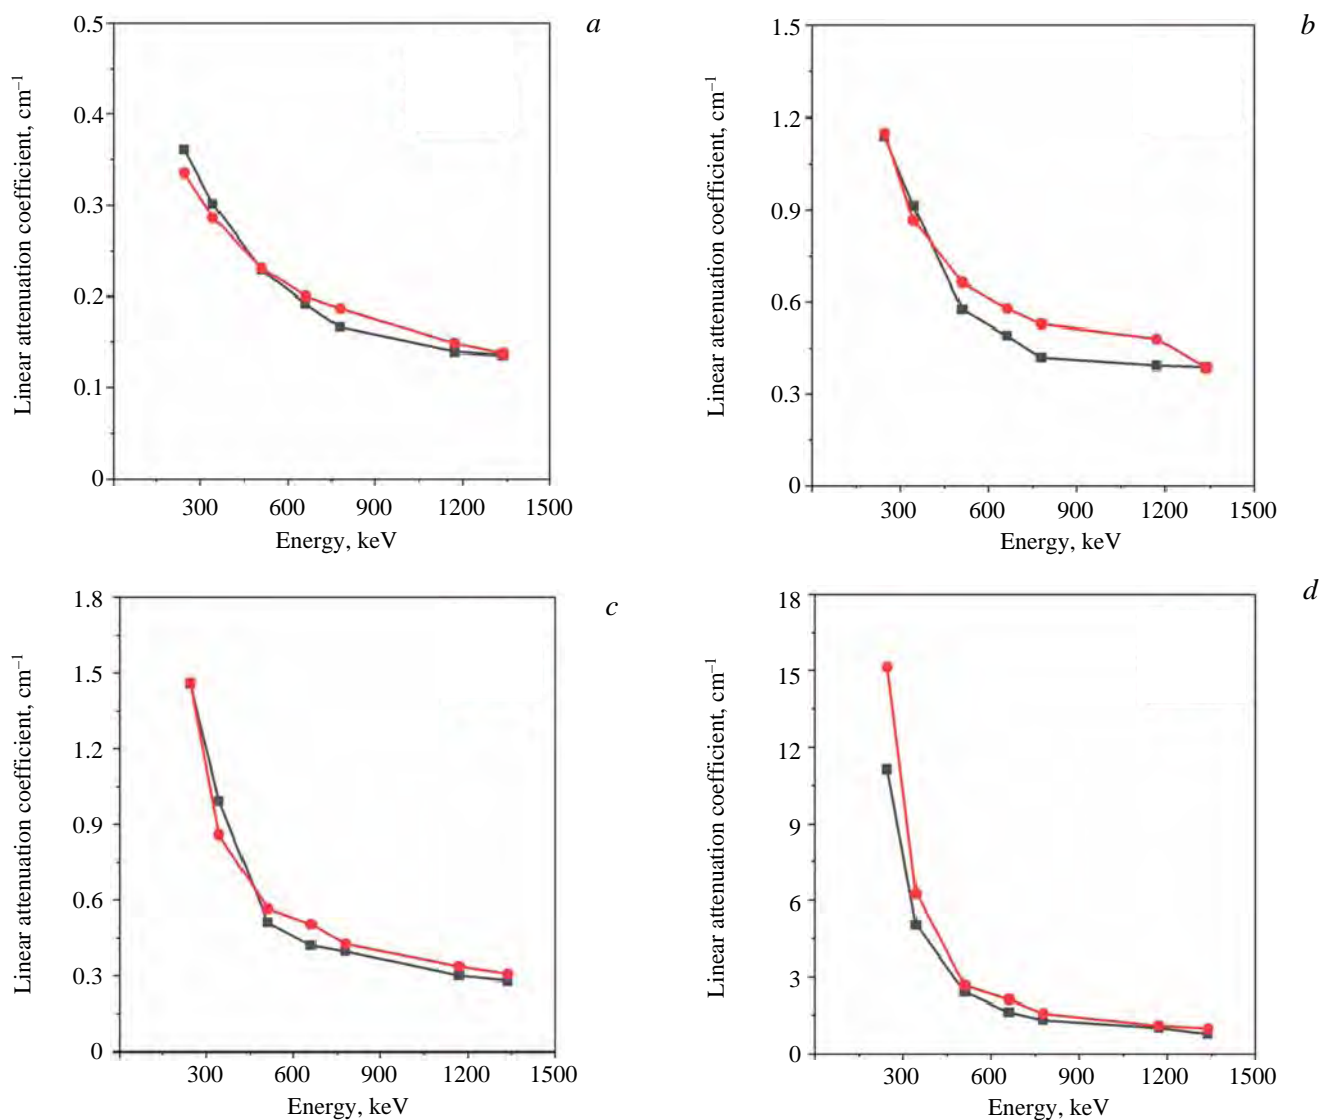 a
Linear attenuation coefficient, cm⁻¹
0.5
0.4
0.3
0.2
0.1
0
300 600 900 1200 1500
Energy, keV
b
Linear attenuation coefficient, cm⁻¹
1.5
1.2
0.9
0.6
0.3
0
300 600 900 1200 1500
Energy, keV
c
Linear attenuation coefficient, cm⁻¹
1.8
1.5
1.2
0.9
0.6
0.3
0
300 600 900 1200 1500
Energy, keV
d
Linear attenuation coefficient, cm⁻¹
18
15
12
9
6
3
0
300 600 900 1200 1500
Energy, keV